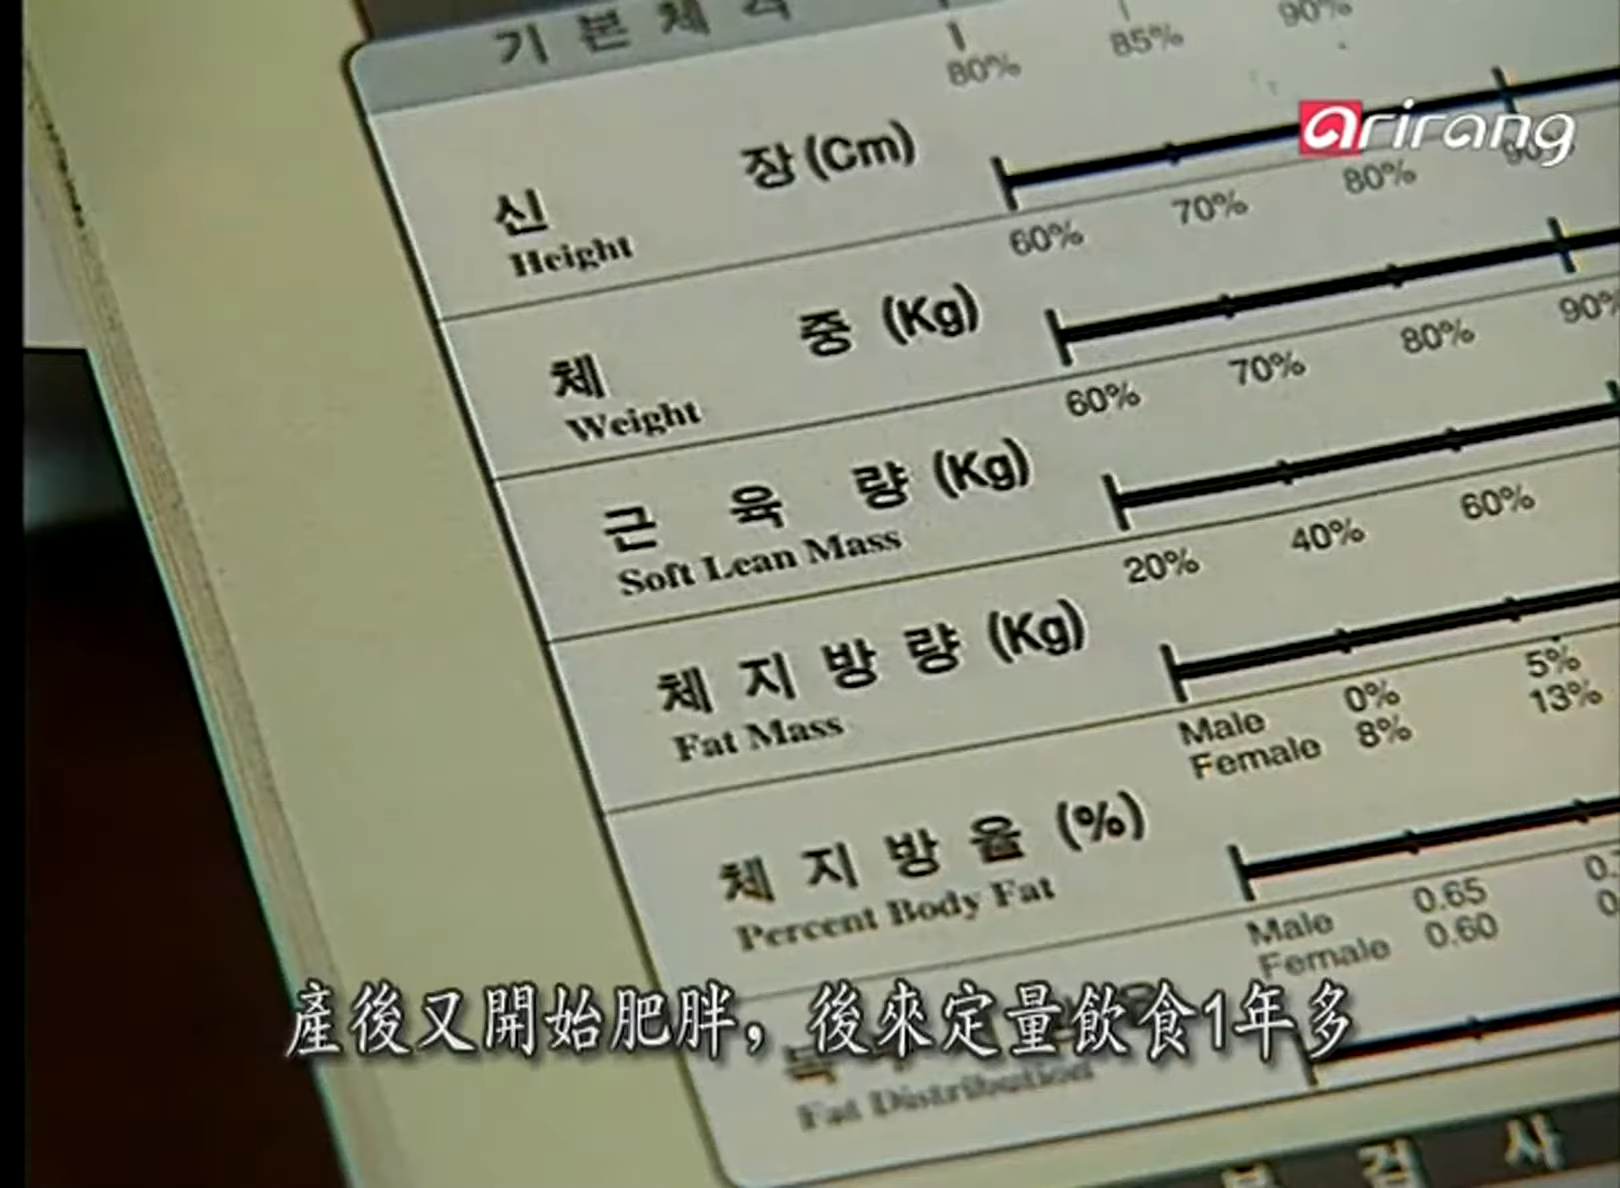 기 본 체 격
80% 85% 90%
arirang
신 장 (Cm)
Height
60% 70% 80% 90%
체 중 (Kg)
Weight
60% 70% 80% 90%
근 육 량 (Kg)
Soft Lean Mass
20% 40% 60%
체 지 방 량 (Kg)
Fat Mass
Male 0% 5%
Female 8% 13%
체 지 방 율 (%)
Percent Body Fat
Male 0.65
Female 0.60
產後又開始肥胖，後來定量飲食1年多
Fat Distribution
검 사